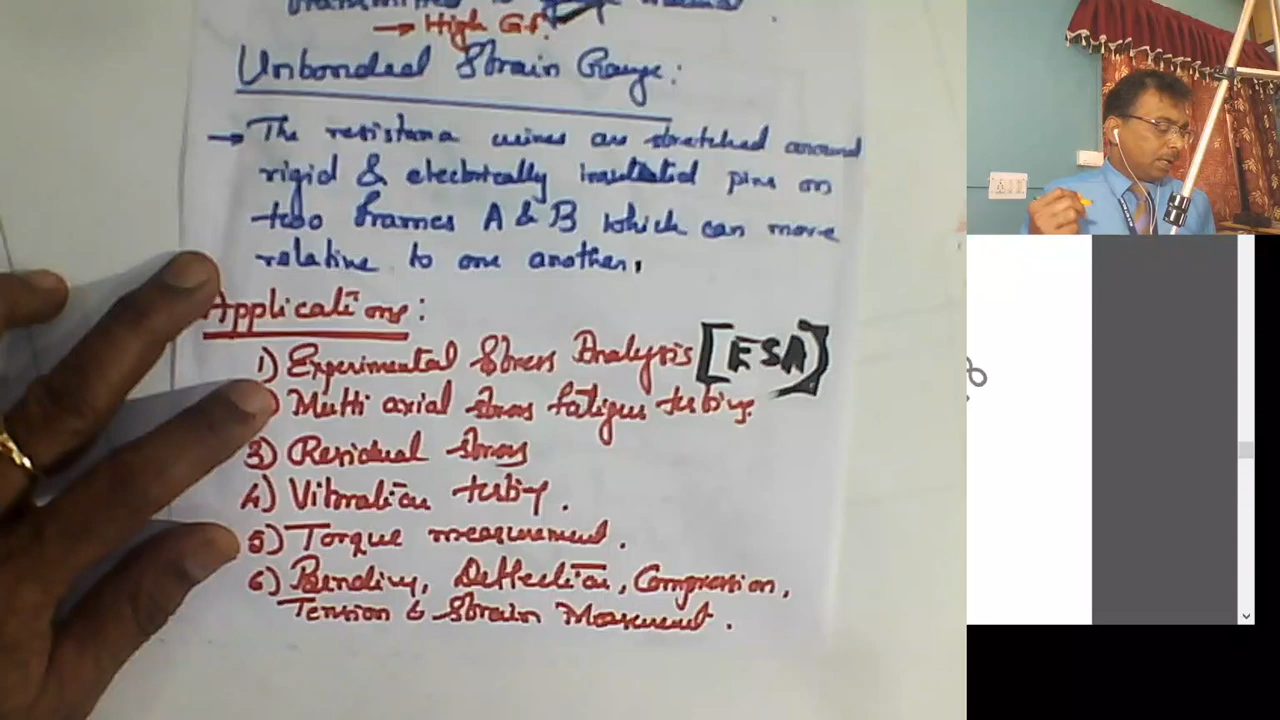 → High G.F.
Unbonded Strain Gauge:
→ The resistance wires are stretched around
rigid & electrically insulated pins on
two frames A & B which can move
relative to one another.
Applications:
1) Experimental Stress Analysis [ESA]
Multi axial stress fatigue testing.
3) Residual stress
4) Vibration testing.
5) Torque measurement.
6) Bending, Deflection, Compression,
Tension & Strain Measurement.